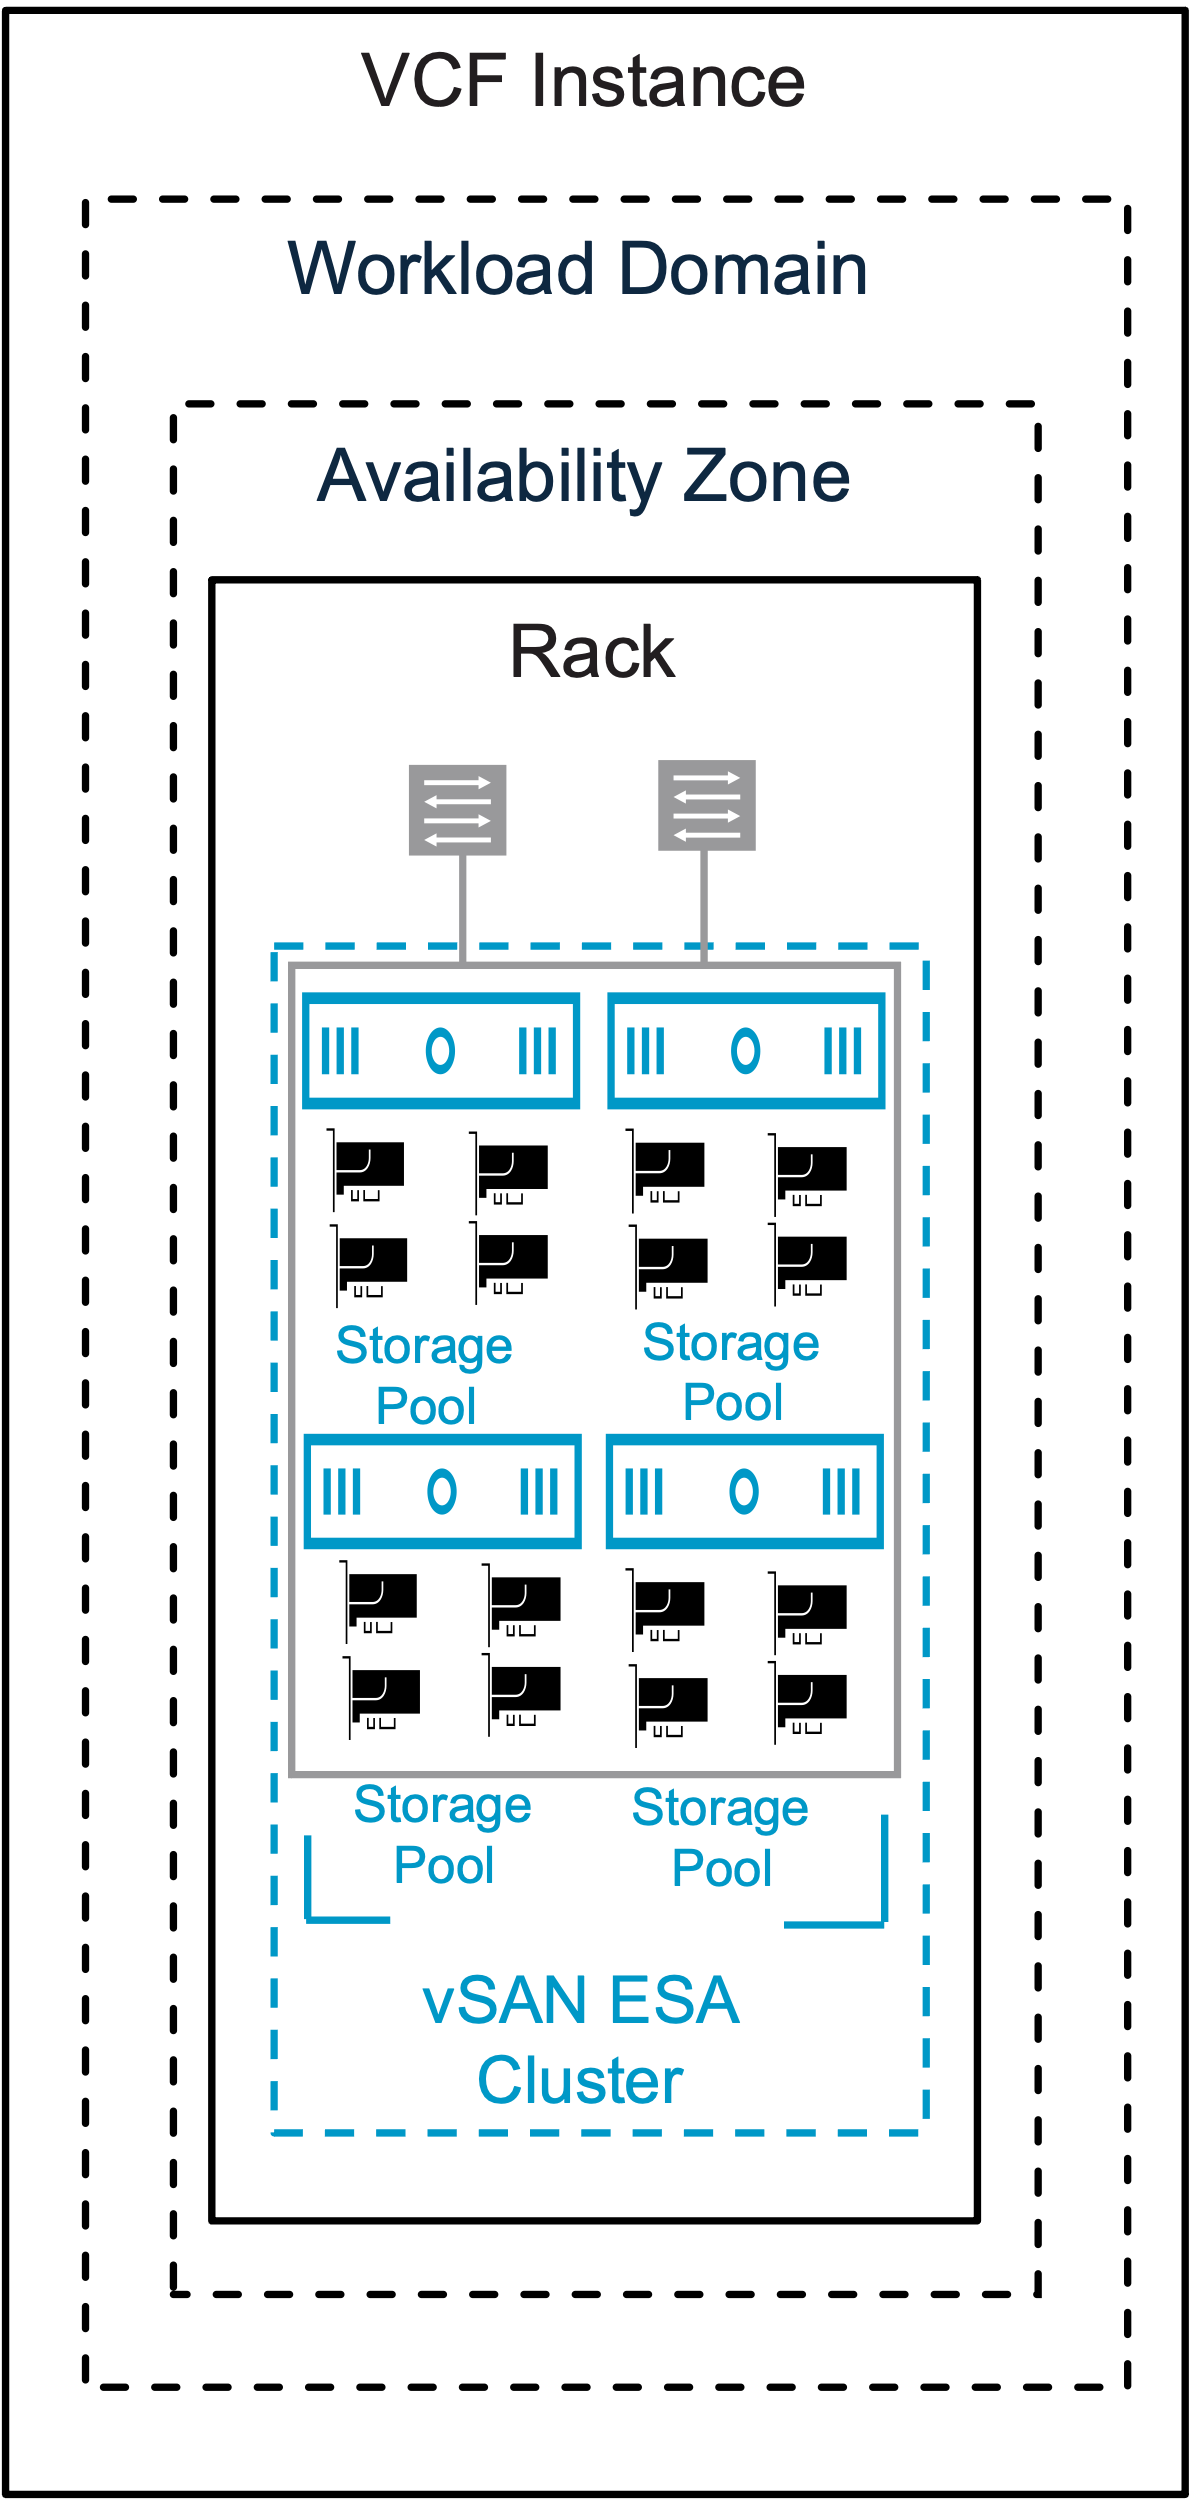 VCF Instance
Workload Domain
Availability Zone
Rack
Storage
Pool
Storage
Pool
Storage
Pool
Storage
Pool
vSAN ESA
Cluster